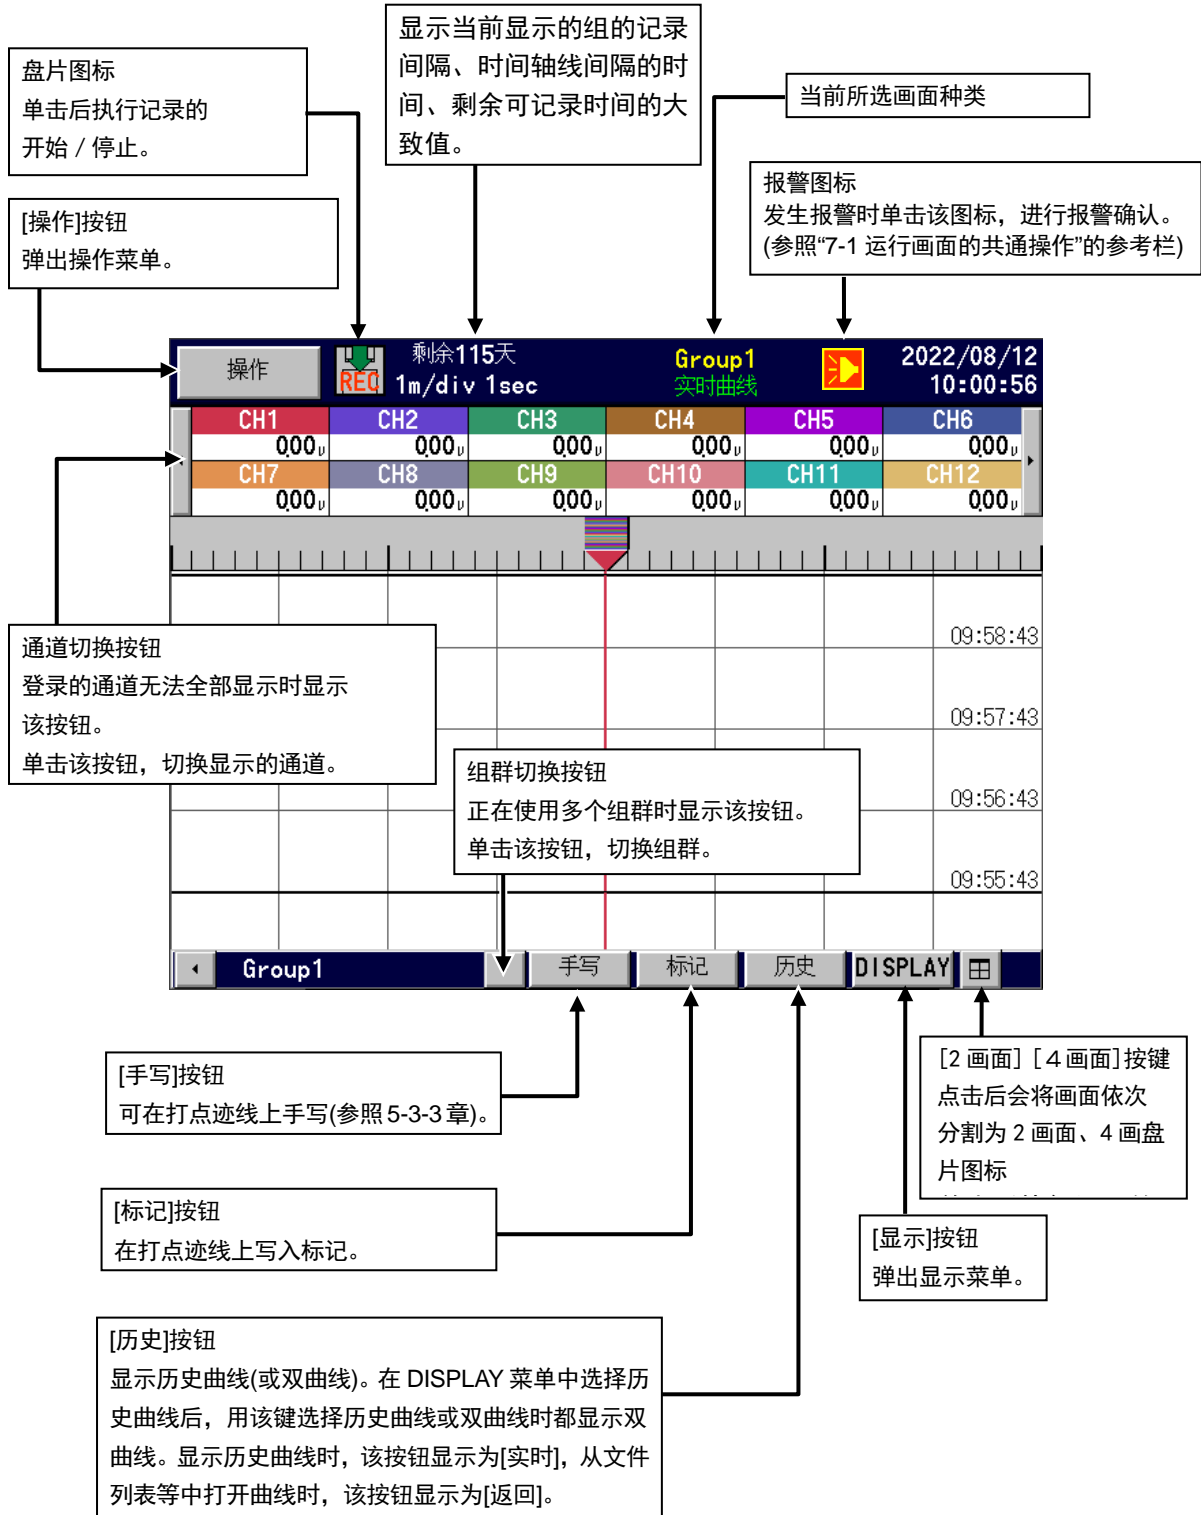 显示当前显示的组的记录
间隔、时间轴线间隔的时
间、剩余可记录时间的大
致值。
盘片图标
单击后执行记录的
开始 / 停止。
当前所选画面种类
报警图标
发生报警时单击该图标，进行报警确认。
(参照“7-1 运行画面的共通操作”的参考栏)
[操作]按钮
弹出操作菜单。
操作
REC
剩余115天
1m/div 1sec
Group1
实时曲线
2022/08/12
10:00:56
CH1 CH2 CH3 CH4 CH5 CH6
0.00μ 0.00μ 0.00μ 0.00μ 0.00μ 0.00μ
CH7 CH8 CH9 CH10 CH11 CH12
0.00μ 0.00μ 0.00μ 0.00μ 0.00μ 0.00μ
09:58:43
09:57:43
09:56:43
09:55:43
通道切换按钮
登录的通道无法全部显示时显示
该按钮。
单击该按钮，切换显示的通道。
组群切换按钮
正在使用多个组群时显示该按钮。
单击该按钮，切换组群。
Group1 手写 标记 历史 DISPLAY
[手写]按钮
可在打点迹线上手写(参照 5-3-3 章)。
[2 画面] [4 画面]按键
点击后会将画面依次
分割为 2 画面、4 画盘
片图标
[标记]按钮
在打点迹线上写入标记。
[显示]按钮
弹出显示菜单。
[历史]按钮
显示历史曲线(或双曲线)。在 DISPLAY 菜单中选择历
史曲线后，用该键选择历史曲线或双曲线时都显示双
曲线。显示历史曲线时，该按钮显示为[实时]，从文件
列表等中打开曲线时，该按钮显示为[返回]。